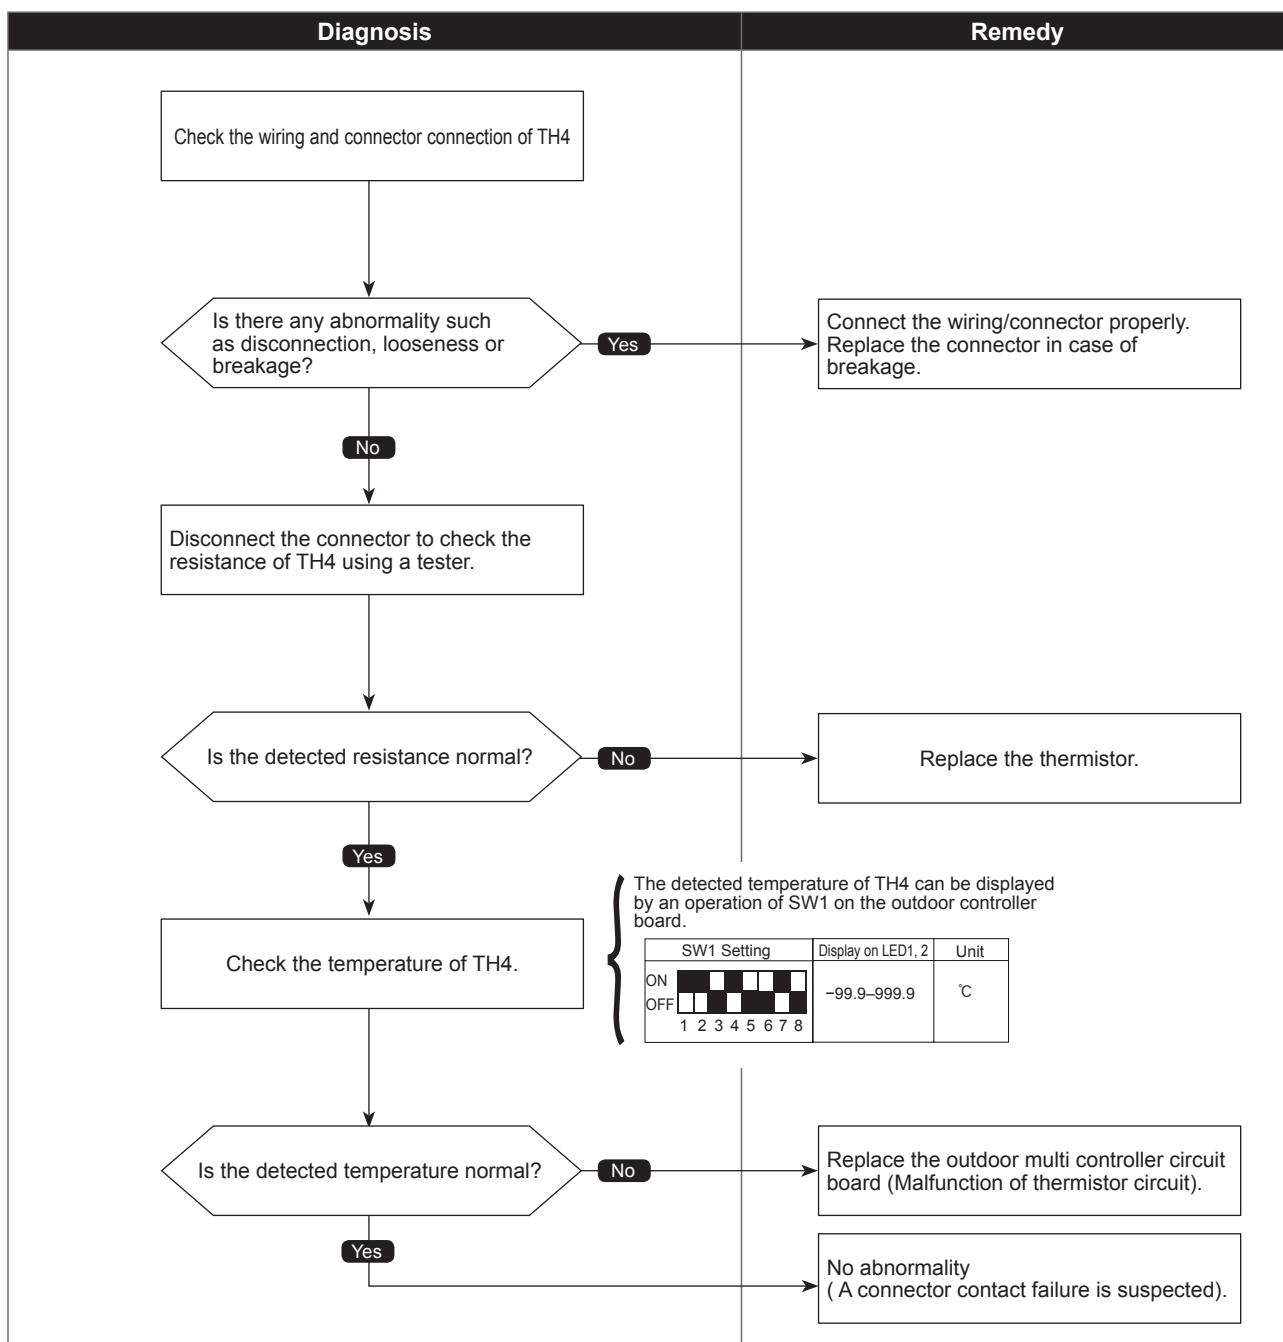 Diagnosis
Remedy
Check the wiring and connector connection of TH4
Is there any abnormality such
as disconnection, looseness or
breakage?
Yes
Connect the wiring/connector properly.
Replace the connector in case of
breakage.
No
Disconnect the connector to check the
resistance of TH4 using a tester.
Is the detected resistance normal?
No
Replace the thermistor.
Yes
The detected temperature of TH4 can be displayed
by an operation of SW1 on the outdoor controller
board.
Check the temperature of TH4.
SW1 Setting
Display on LED1, 2
Unit
ON
OFF
1 2 3 4 5 6 7 8
−99.9–999.9
℃
Is the detected temperature normal?
No
Replace the outdoor multi controller circuit
board (Malfunction of thermistor circuit).
Yes
No abnormality
( A connector contact failure is suspected).